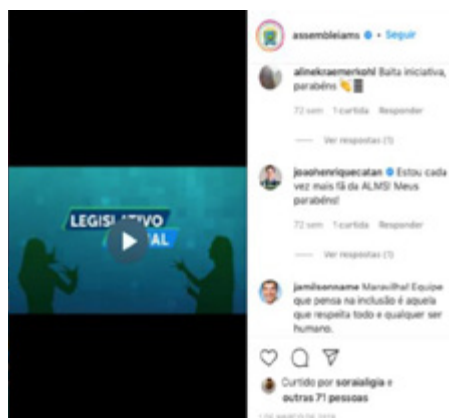 assembleiams • Seguir
alinekraemerkohl Baita iniciativa,
parabéns
72 sem 1 curtida Responder
Ver respostas (1)
joaohenriquecatan Estou cada
vez mais fã da ALMS! Meus
parabéns!
72 sem 1 curtida Responder
Ver respostas (1)
LEGISLATIVO
jamilsonname Maravilha! Equipe
que pensa na inclusão é aquela
que respeita todo e qualquer ser
humano.
Curtido por soraialigia e
outras 71 pessoas